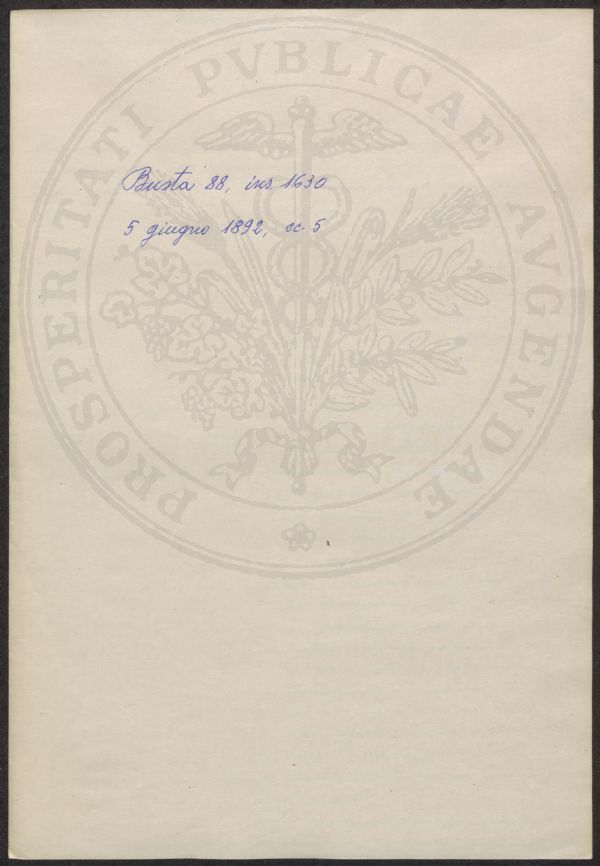 PROSPERITATI PVBLICAE AVGENDAE
Busta 88, ins. 1630
5 giugno 1892, cc. 5